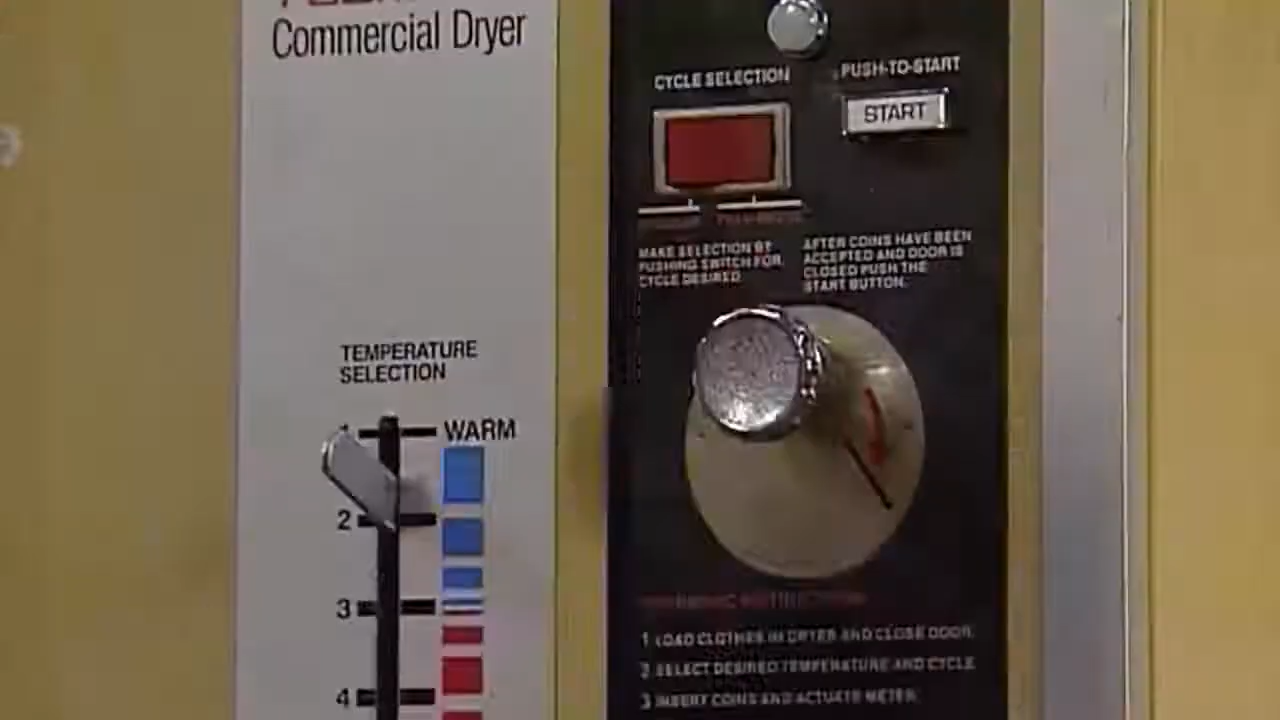 Commercial Dryer
CYCLE SELECTION
PUSH-TO-START
START
MAKE SELECTION BY
PUSHING SWITCH FOR
CYCLE DESIRED
AFTER COINS HAVE BEEN
ACCEPTED AND DOOR IS
CLOSED PUSH THE
START BUTTON.
TEMPERATURE
SELECTION
1 WARM
2
3
4
1 LOAD CLOTHES IN DRYER AND CLOSE DOOR.
2 SELECT DESIRED TEMPERATURE AND CYCLE
3 INSERT COINS AND ACTUATE METER.